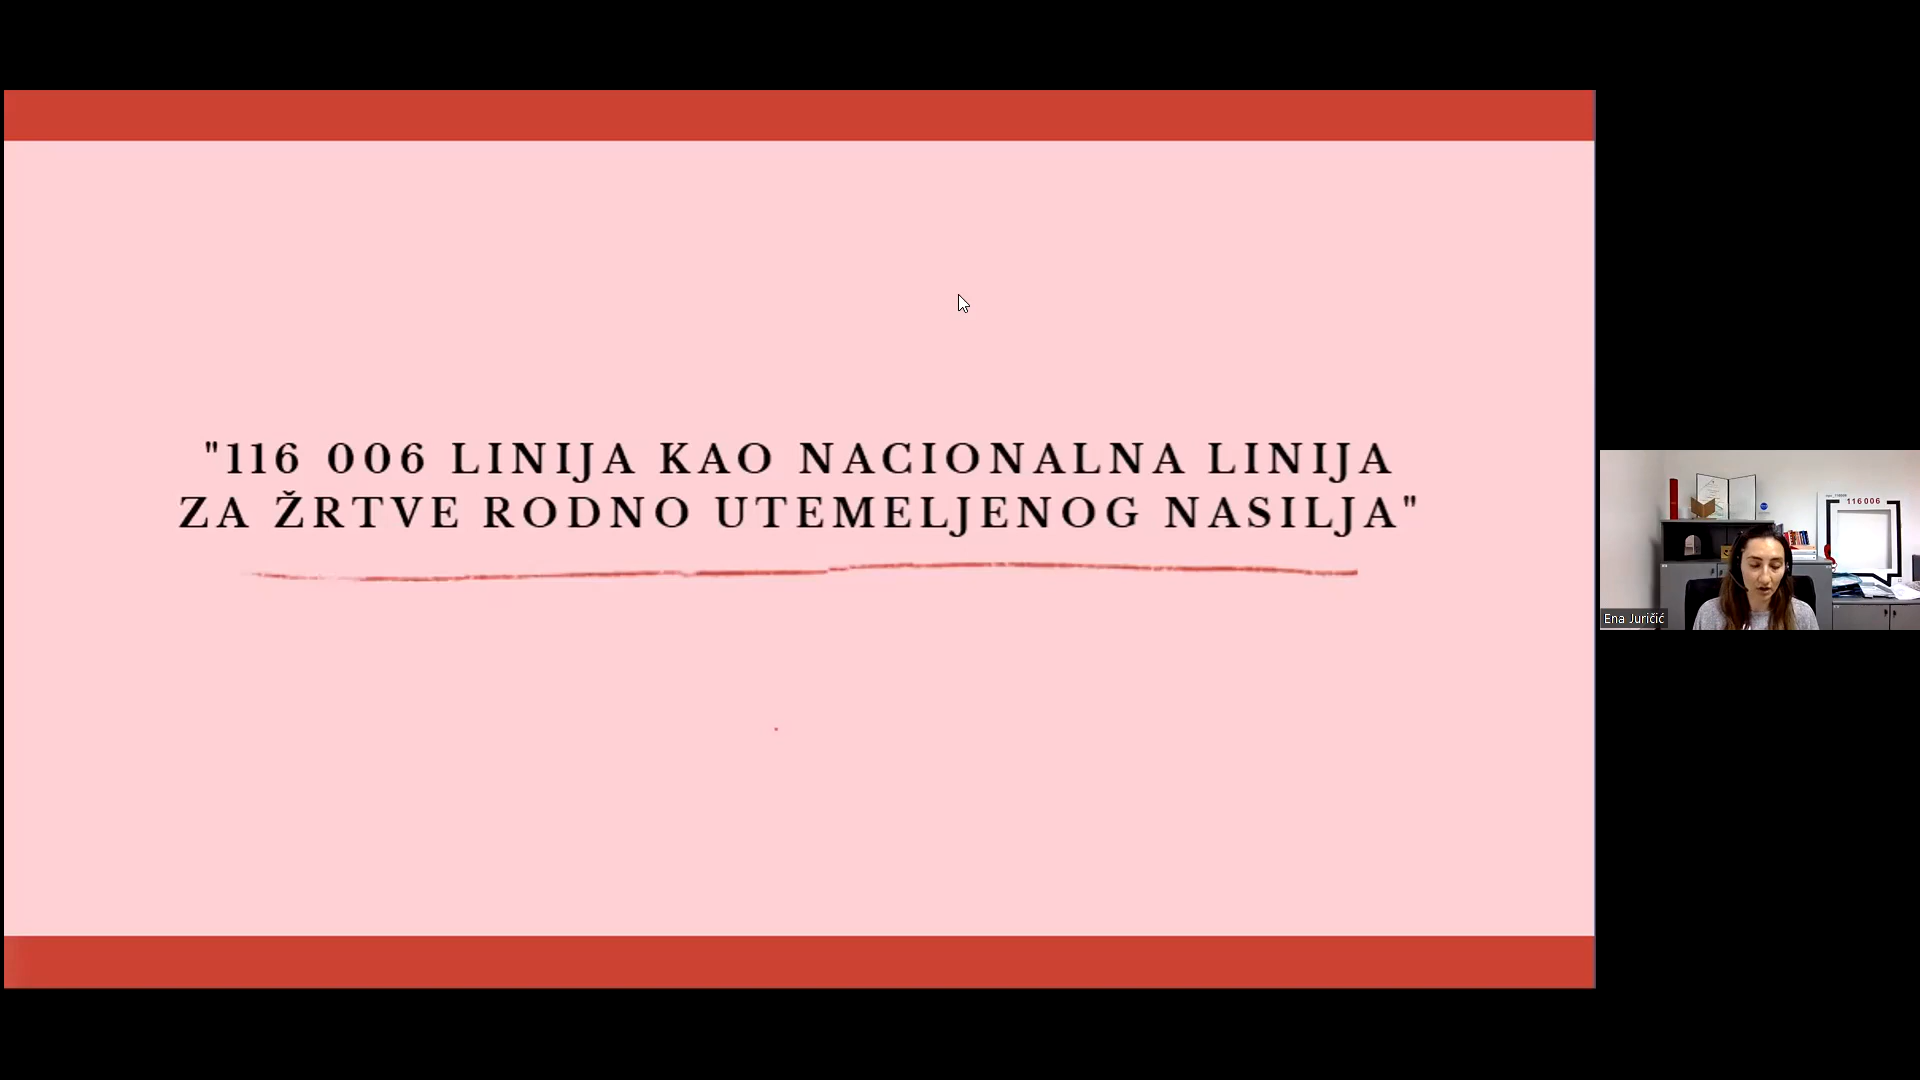 "116 006 LINIJA KAO NACIONALNA LINIJA
ZA ŽRTVE RODNO UTEMELJENOG NASILJA"
116 006
Ena Juričić